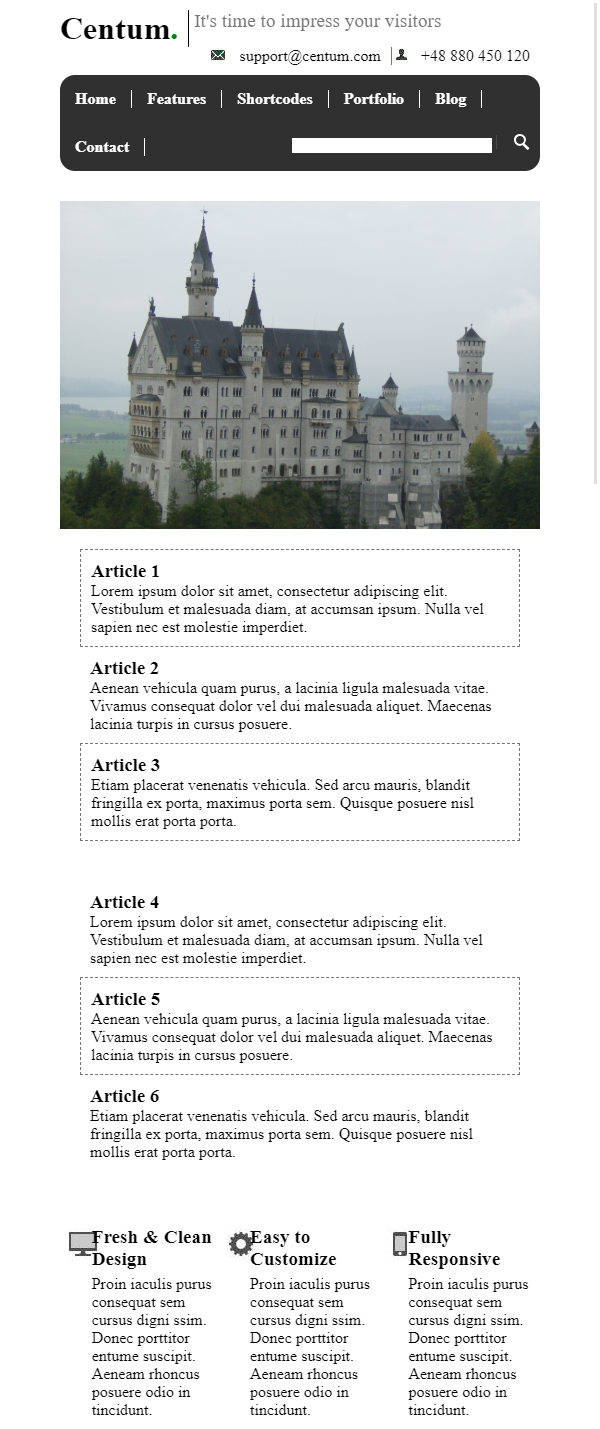 Centum.
It's time to impress your visitors
support@centum.com
+48 880 450 120
Home
Features
Shortcodes
Portfolio
Blog
Contact
Article 1
Lorem ipsum dolor sit amet, consectetur adipiscing elit.
Vestibulum et malesuada diam, at accumsan ipsum. Nulla vel
sapien nec est molestie imperdiet.
Article 2
Aenean vehicula quam purus, a lacinia ligula malesuada vitae.
Vivamus consequat dolor vel dui malesuada aliquet. Maecenas
lacinia turpis in cursus posuere.
Article 3
Etiam placerat venenatis vehicula. Sed arcu mauris, blandit
fringilla ex porta, maximus porta sem. Quisque posuere nisl
mollis erat porta porta.
Article 4
Lorem ipsum dolor sit amet, consectetur adipiscing elit.
Vestibulum et malesuada diam, at accumsan ipsum. Nulla vel
sapien nec est molestie imperdiet.
Article 5
Aenean vehicula quam purus, a lacinia ligula malesuada vitae.
Vivamus consequat dolor vel dui malesuada aliquet. Maecenas
lacinia turpis in cursus posuere.
Article 6
Etiam placerat venenatis vehicula. Sed arcu mauris, blandit
fringilla ex porta, maximus porta sem. Quisque posuere nisl
mollis erat porta porta.
Fresh & Clean
Design
Proin iaculis purus
consequat sem
cursus digni ssim.
Donec porttitor
entume suscipit.
Aeneam rhoncus
posuere odio in
tincidunt.
Easy to
Customize
Proin iaculis purus
consequat sem
cursus digni ssim.
Donec porttitor
entume suscipit.
Aeneam rhoncus
posuere odio in
tincidunt.
Fully
Responsive
Proin iaculis purus
consequat sem
cursus digni ssim.
Donec porttitor
entume suscipit.
Aeneam rhoncus
posuere odio in
tincidunt.